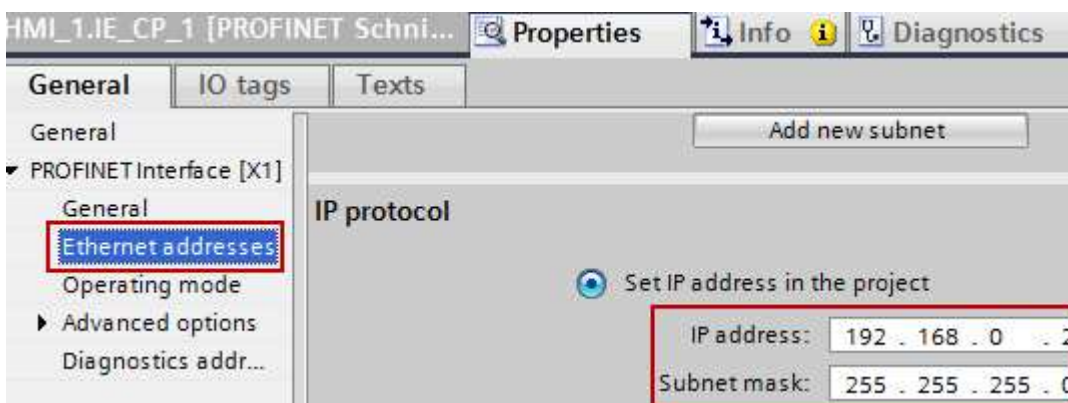 HMI_1.IE_CP_1 [PROFINET Schni... Properties Info Diagnostics
General IO tags Texts
General
PROFINET Interface [X1]
General
Ethernet addresses
Operating mode
Advanced options
Diagnostics addr...
Add new subnet
IP protocol
Set IP address in the project
IP address: 192 . 168 . 0 . 2
Subnet mask: 255 . 255 . 255 . 0